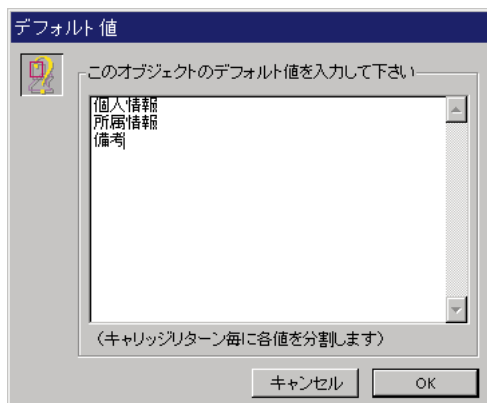 デフォルト値
このオブジェクトのデフォルト値を入力して下さい
個人情報
所属情報
備考
（キャリッジリターン毎に各値を分割します）
キャンセル
OK